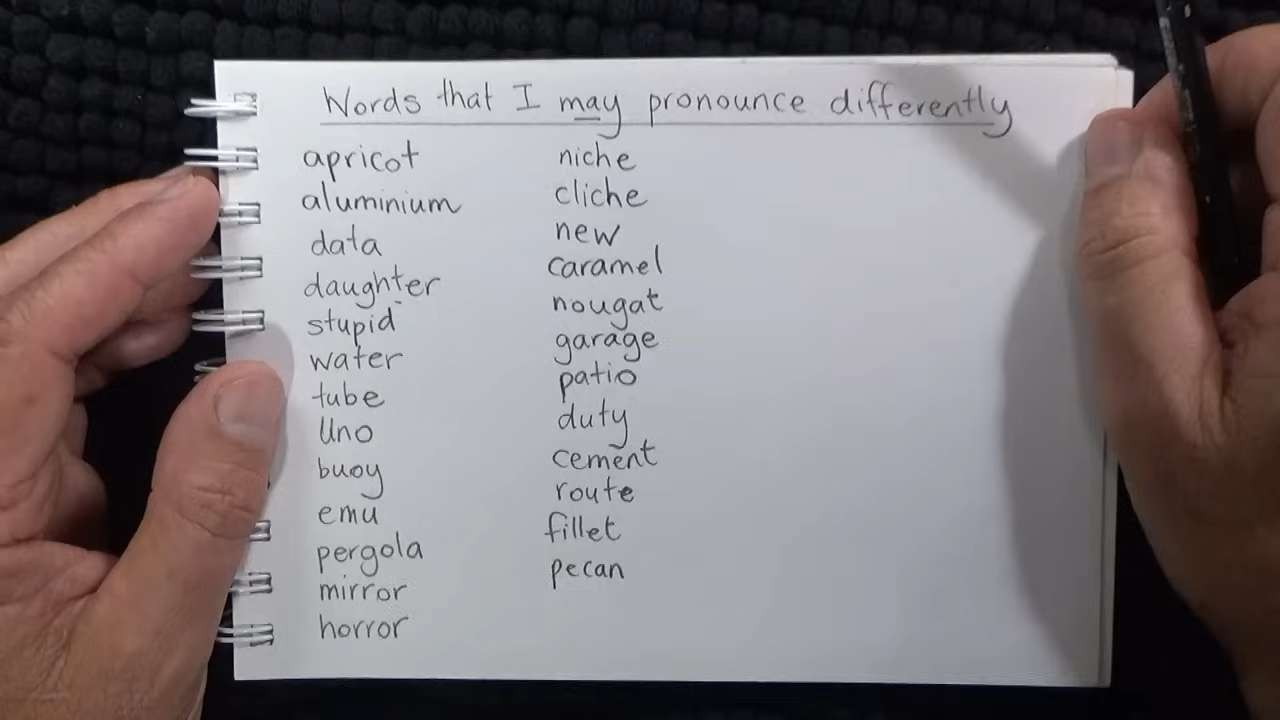 Words that I may pronounce differently
apricot
aluminium
data
daughter
stupid
water
tube
Uno
buoy
emu
pergola
mirror
horror
niche
cliche
new
caramel
nougat
garage
patio
duty
cement
route
fillet
pecan